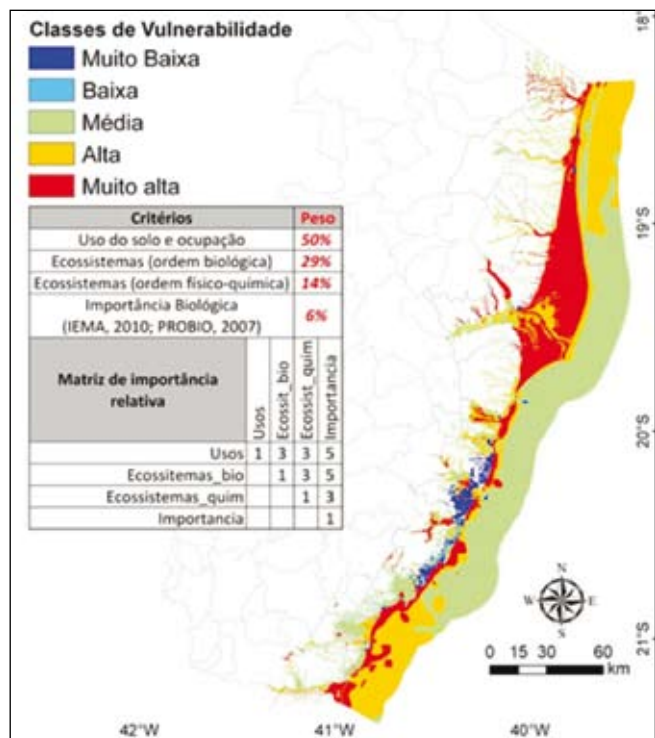 Classes de Vulnerabilidade
Muito Baixa
Baixa
Média
Alta
Muito alta
Critérios Peso
Uso do solo e ocupação 50%
Ecossistemas (ordem biológica) 29%
Ecossistemas (ordem físico-química) 14%
Importância Biológica
(IEMA, 2010; PROBIO, 2007) 6%
Matriz de importância
relativa
Usos
Ecossit_bio
Ecossist_quim
Importancia
Usos 1 3 3 5
Ecossitemas_bio 1 3 5
Ecossistemas_quim 1 3
Importancia 1
18°
19°S
20°S
21°S
N
W E
S
0 15 30 60
km
42°W 41°W 40°W